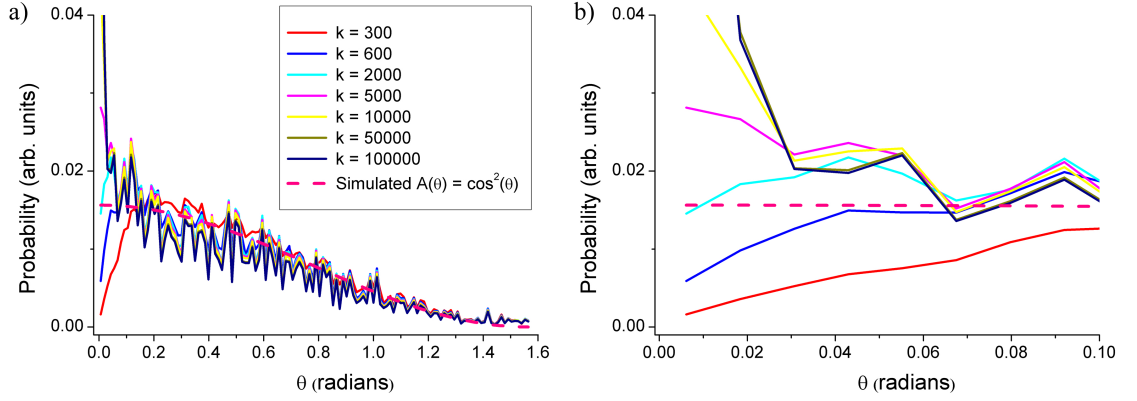 a)
Probability (arb. units)
0.04
0.02
0.00
0.0 0.2 0.4 0.6 0.8 1.0 1.2 1.4 1.6
θ (radians)
k = 300
k = 600
k = 2000
k = 5000
k = 10000
k = 50000
k = 100000
Simulated A(θ) = cos²(θ)
b)
Probability (arb. units)
0.04
0.02
0.00
0.00 0.02 0.04 0.06 0.08 0.10
θ (radians)